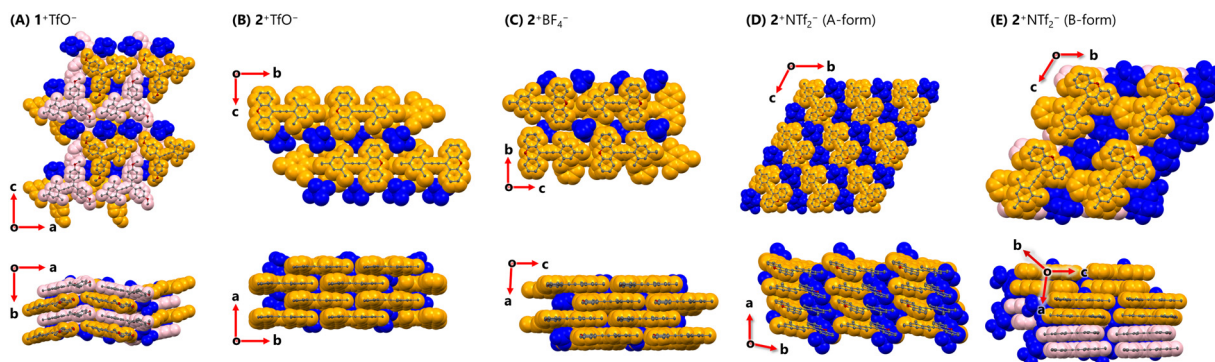 (A) 1⁺TfO⁻
(B) 2⁺TfO⁻
(C) 2⁺BF₄⁻
(D) 2⁺NTf₂⁻ (A-form)
(E) 2⁺NTf₂⁻ (B-form)
c
o
a
o
b
c
b
o
c
o
b
c
o
b
c
o
a
b
a
o
b
o
c
a
a
o
b
b
o
c
a